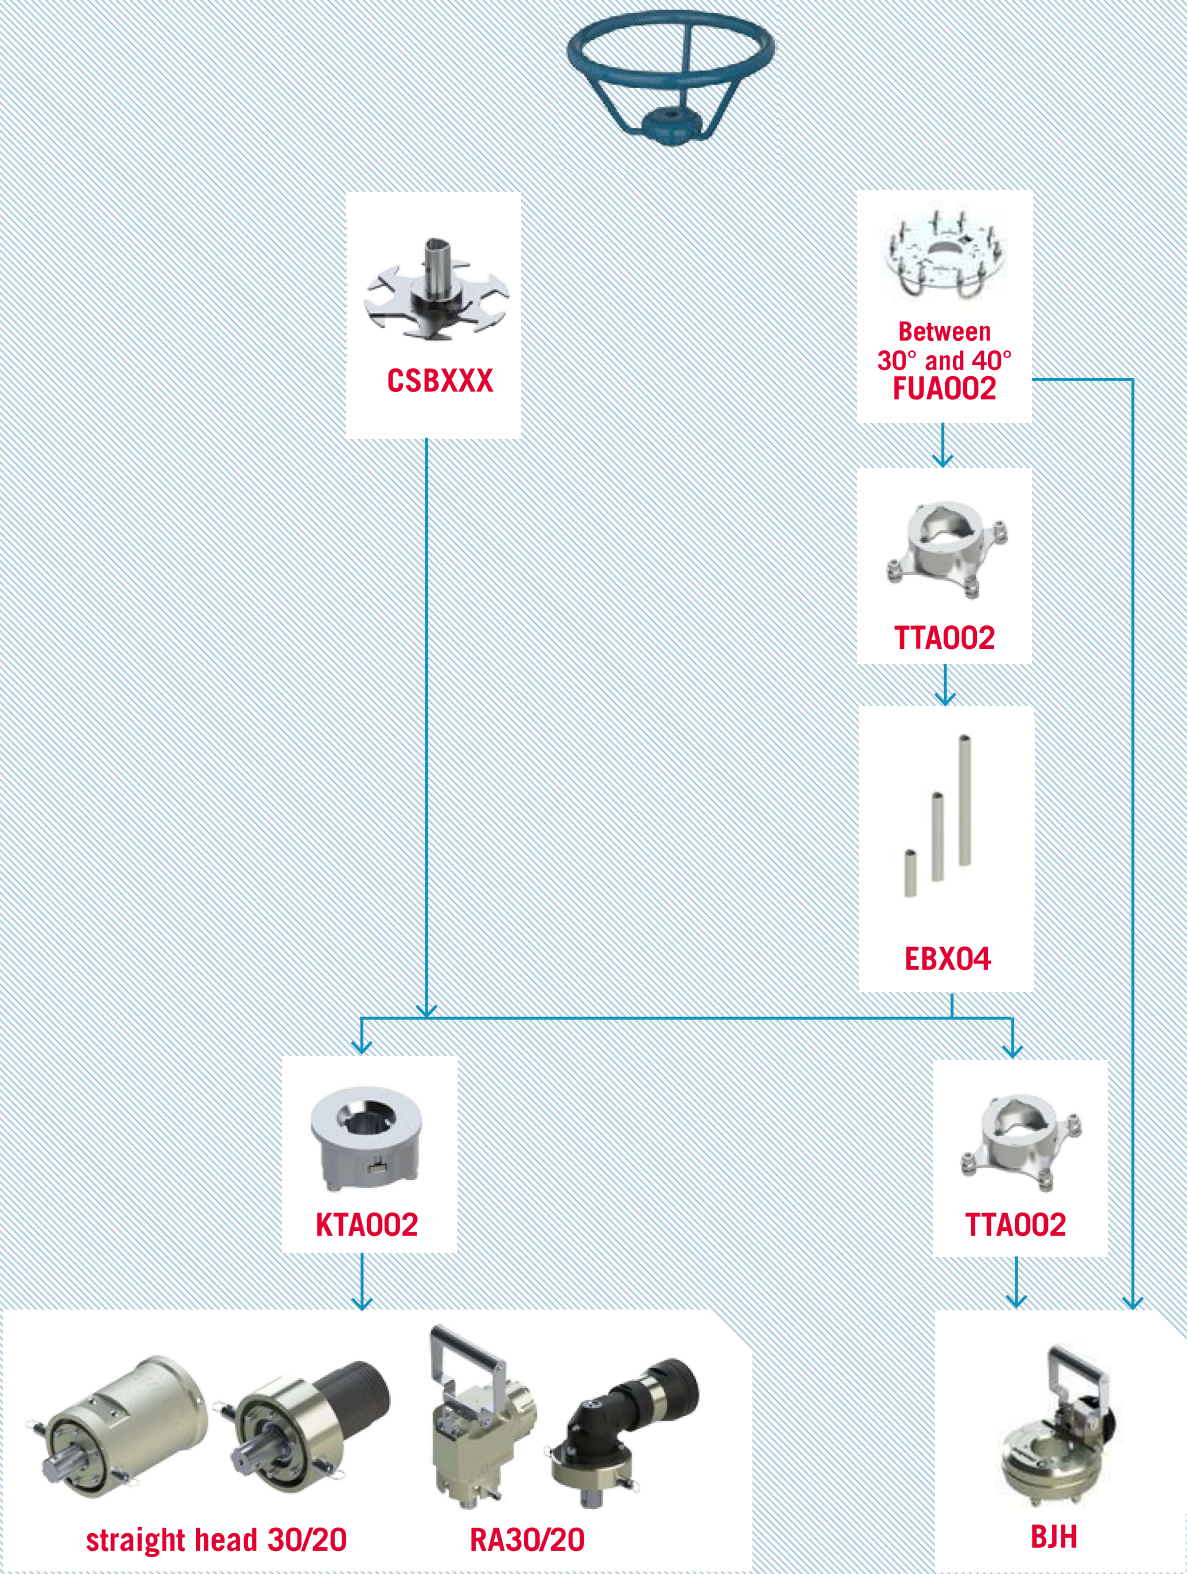 CSBXXX
Between
30° and 40°
FUA002
TTA002
EBX04
KTA002
TTA002
straight head 30/20
RA30/20
BJH